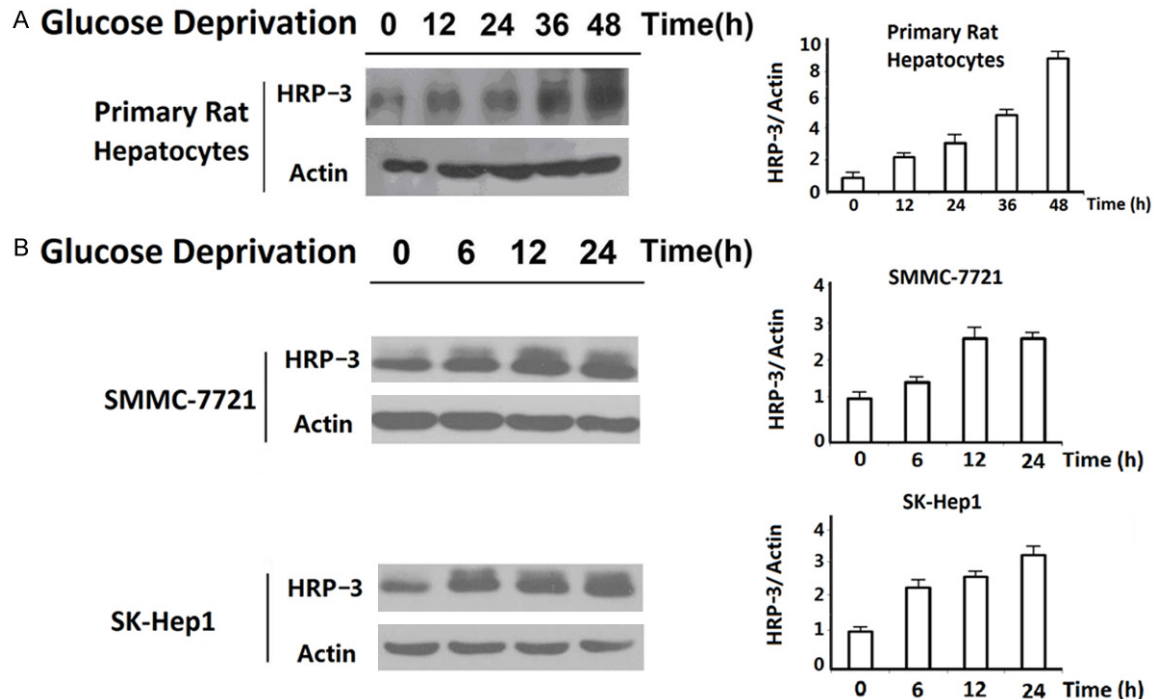 A Glucose Deprivation 0 12 24 36 48 Time(h)
Primary Rat
Hepatocytes
HRP-3
Actin
Primary Rat
Hepatocytes
HRP-3/Actin
10
8
6
4
2
0
0 12 24 36 48 Time (h)
B Glucose Deprivation 0 6 12 24 Time(h)
SMMC-7721
HRP-3
Actin
SMMC-7721
HRP-3/Actin
4
3
2
1
0
0 6 12 24 Time (h)
SK-Hep1
HRP-3
Actin
SK-Hep1
HRP-3/Actin
4
3
2
1
0
0 6 12 24 Time (h)